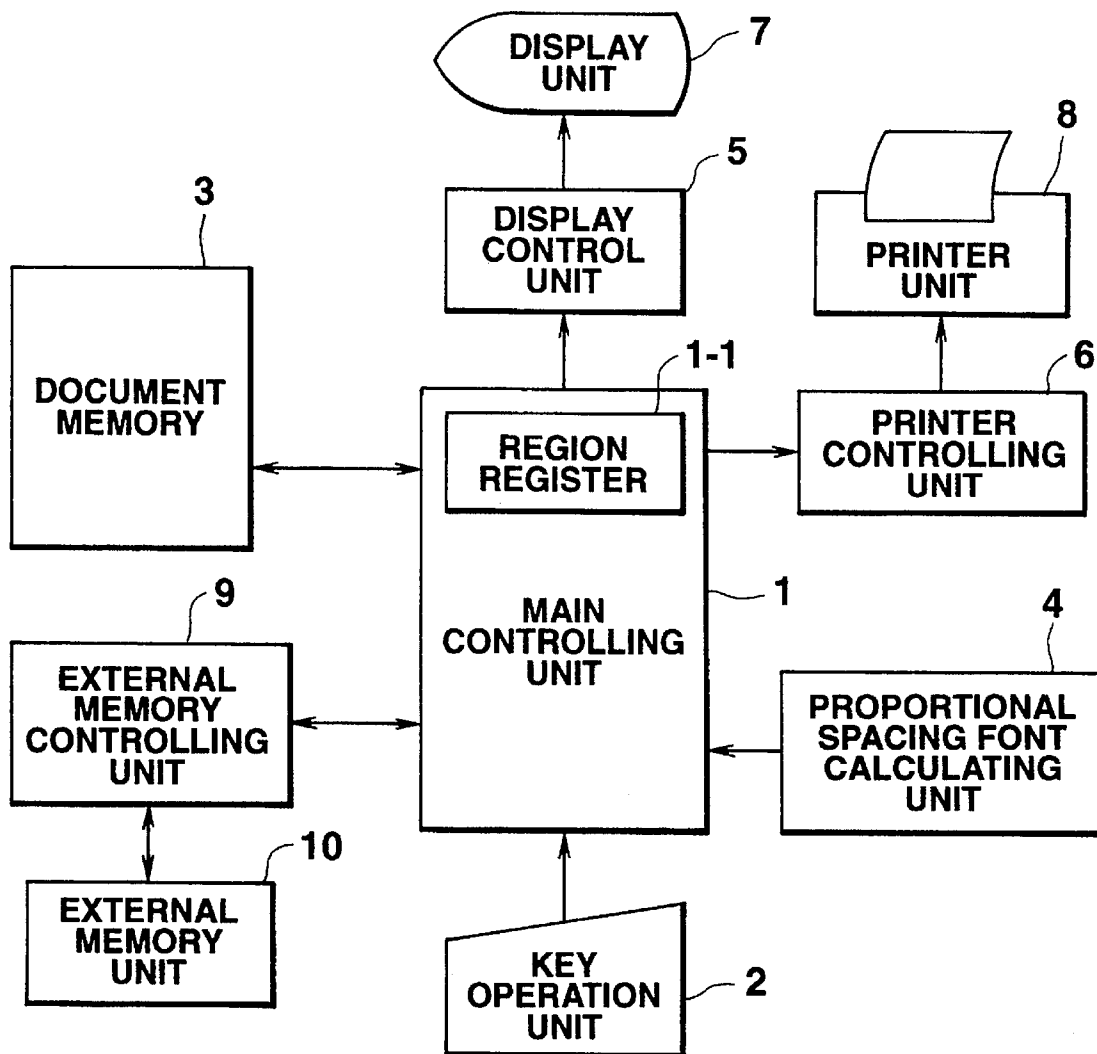 DISPLAY
UNIT
7
5
DISPLAY
CONTROL
UNIT
8
PRINTER
UNIT
3
DOCUMENT
MEMORY
1-1
REGION
REGISTER
6
PRINTER
CONTROLLING
UNIT
1
MAIN
CONTROLLING
UNIT
9
EXTERNAL
MEMORY
CONTROLLING
UNIT
4
PROPORTIONAL
SPACING FONT
CALCULATING
UNIT
10
EXTERNAL
MEMORY
UNIT
KEY
OPERATION
UNIT
2